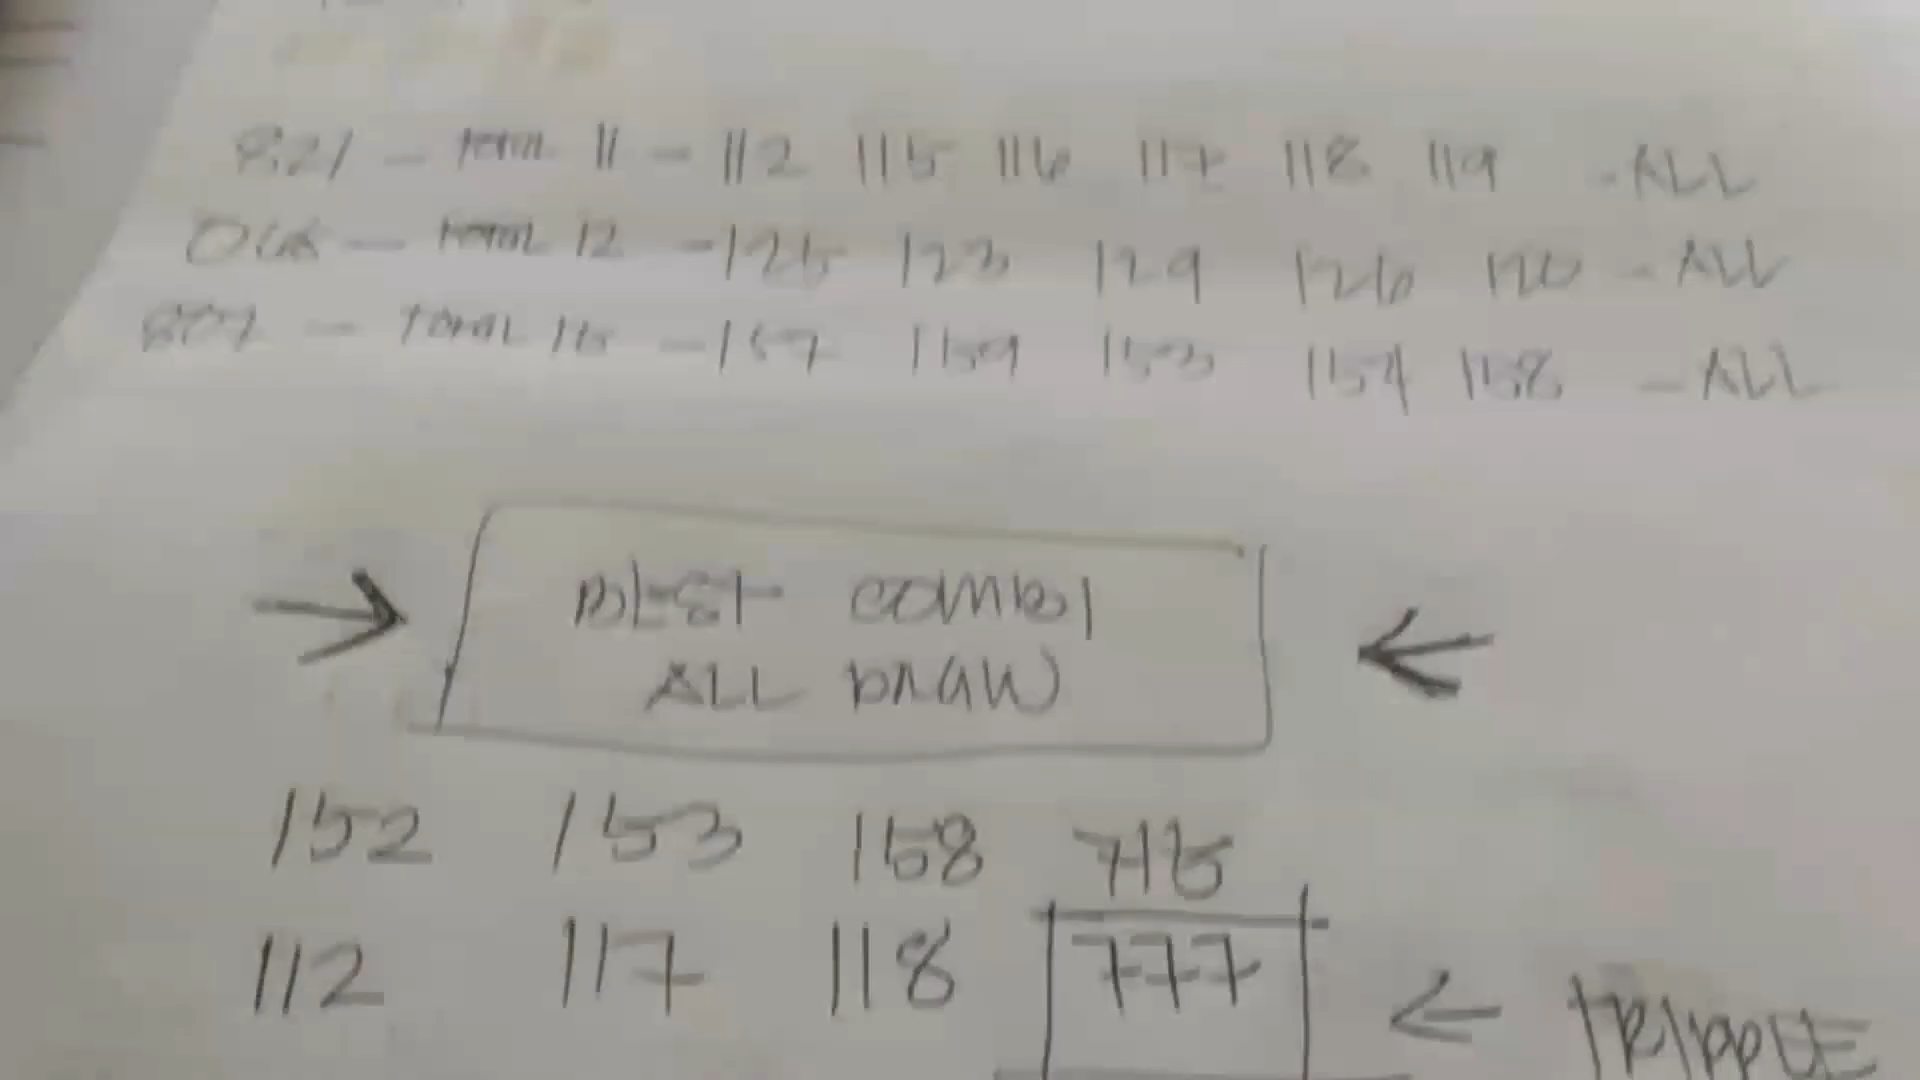 821 - TOTAL 11 - 112 115 116 117 118 119 - ALL
TOTAL 12 - 125 123 129 126 120 - ALL
807 - TOTAL 15 - 157 159 153 154 158 - ALL
BEST COMBI
ALL DRAW
152 153 158 715
112 117 118 777 ← TRIPPLE